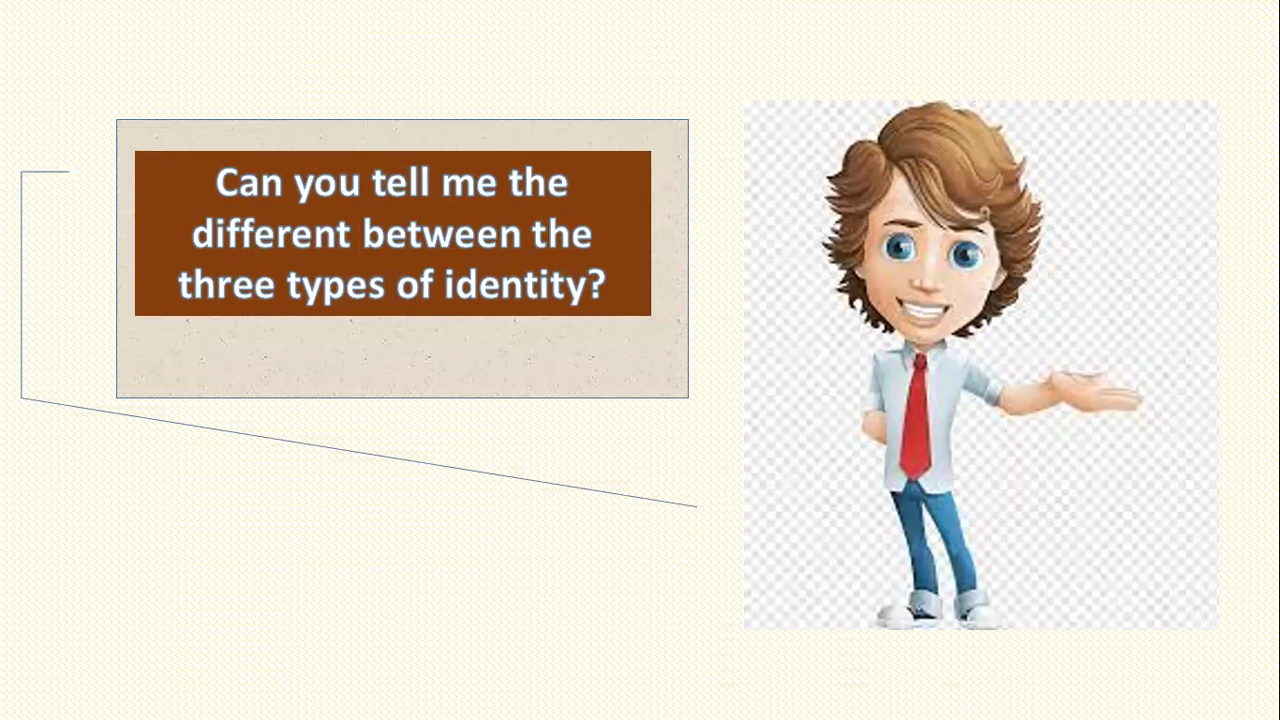 Can you tell me the
different between the
three types of identity?